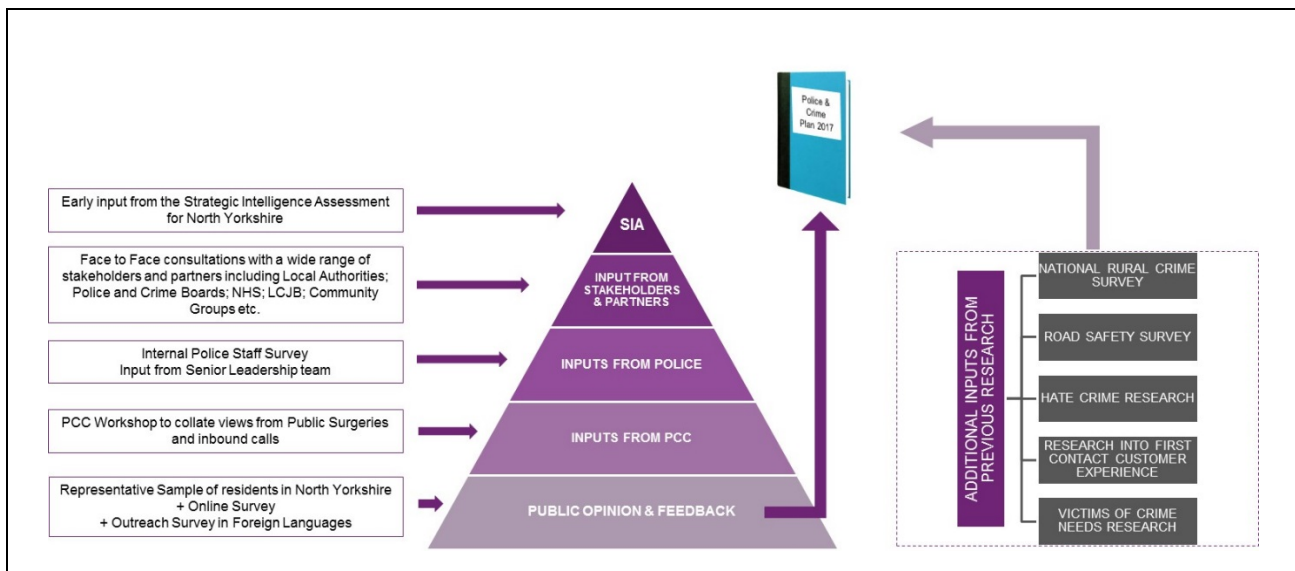 Police &
Crime
Plan 2017
Early input from the Strategic Intelligence Assessment
for North Yorkshire
SIA
Face to Face consultations with a wide range of
stakeholders and partners including Local Authorities;
Police and Crime Boards; NHS; LCJB; Community
Groups etc.
INPUT FROM
STAKEHOLDERS
& PARTNERS
Internal Police Staff Survey
Input from Senior Leadership team
INPUTS FROM POLICE
PCC Workshop to collate views from Public Surgeries
and inbound calls
INPUTS FROM PCC
Representative Sample of residents in North Yorkshire
+ Online Survey
+ Outreach Survey in Foreign Languages
PUBLIC OPINION & FEEDBACK
ADDITIONAL INPUTS FROM
PREVIOUS RESEARCH
NATIONAL RURAL CRIME
SURVEY
ROAD SAFETY SURVEY
HATE CRIME RESEARCH
RESEARCH INTO FIRST
CONTACT CUSTOMER
EXPERIENCE
VICTIMS OF CRIME
NEEDS RESEARCH